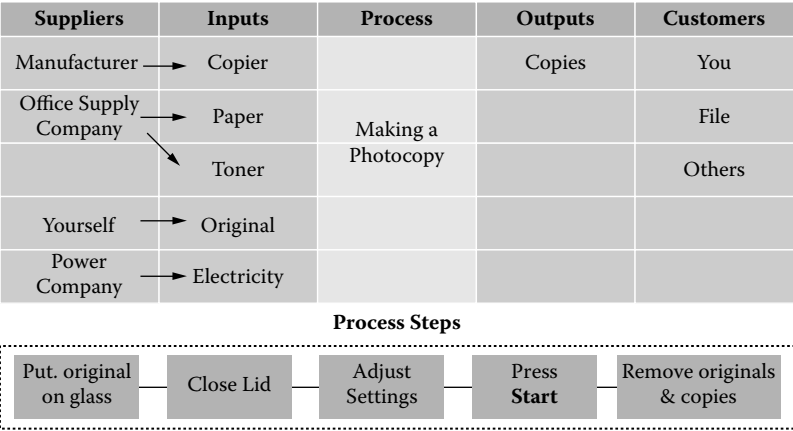 Suppliers Inputs Process Outputs Customers
Manufacturer Copier Copies You
Office Supply
Company
Paper
File
Making a
Photocopy
Toner
Others
Yourself Original
Power
Company
Electricity
Process Steps
Put. original
on glass
Close Lid
Adjust
Settings
Press
Start
Remove originals
& copies